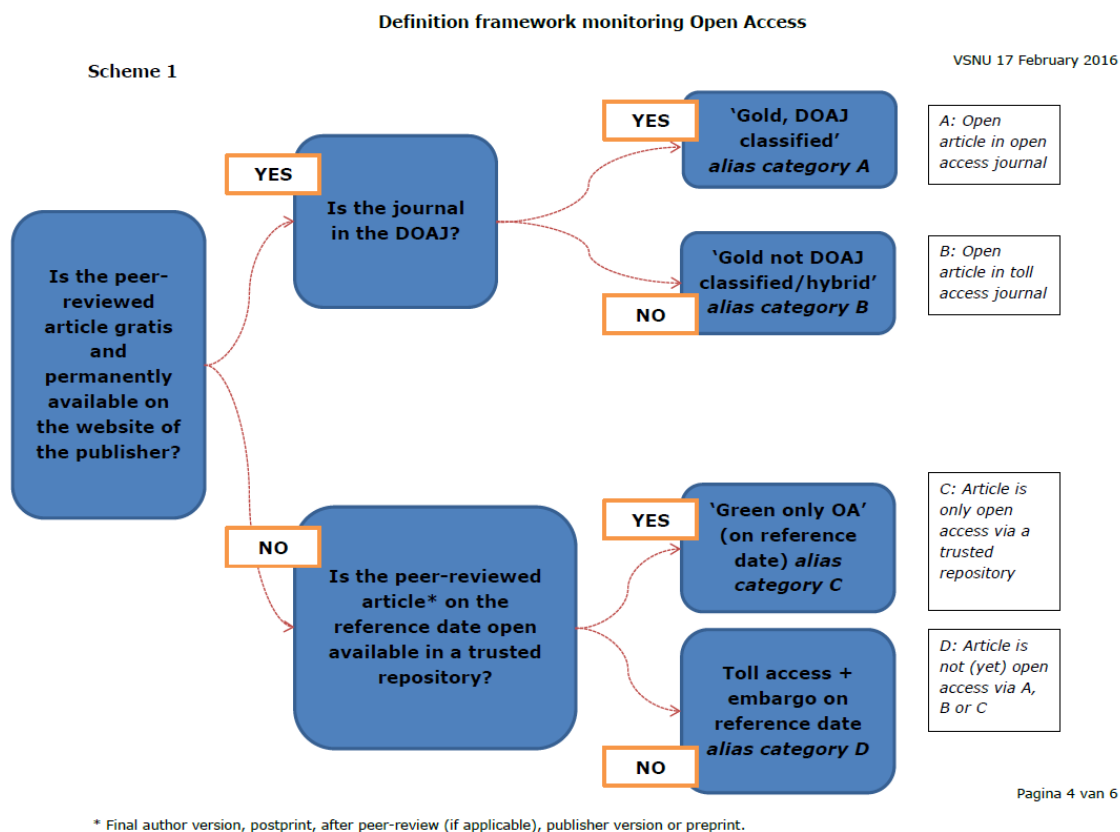 Definition framework monitoring Open Access
VSNU 17 February 2016
Scheme 1
Is the peer-
reviewed
article gratis
and
permanently
available on
the website of
the publisher?
YES
Is the journal
in the DOAJ?
YES
‘Gold, DOAJ
classified’
alias category A
A: Open
article in open
access journal
NO
‘Gold not DOAJ
classified/hybrid’
alias category B
B: Open
article in toll
access journal
NO
Is the peer-reviewed
article* on the
reference date open
available in a trusted
repository?
YES
‘Green only OA’
(on reference
date) alias
category C
C: Article is
only open
access via a
trusted
repository
NO
Toll access +
embargo on
reference date
alias category D
D: Article is
not (yet) open
access via A,
B or C
Pagina 4 van 6
* Final author version, postprint, after peer-review (if applicable), publisher version or preprint.